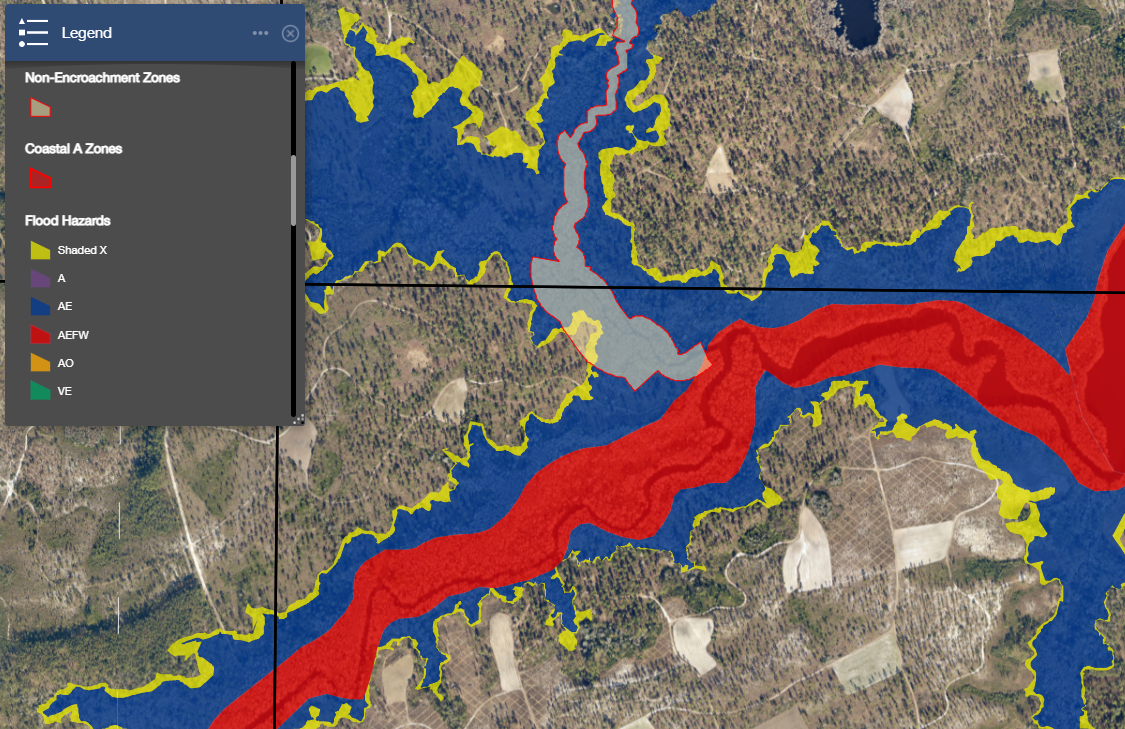 Legend
Non-Encroachment Zones
Coastal A Zones
Flood Hazards
Shaded X
A
AE
AEFW
AO
VE